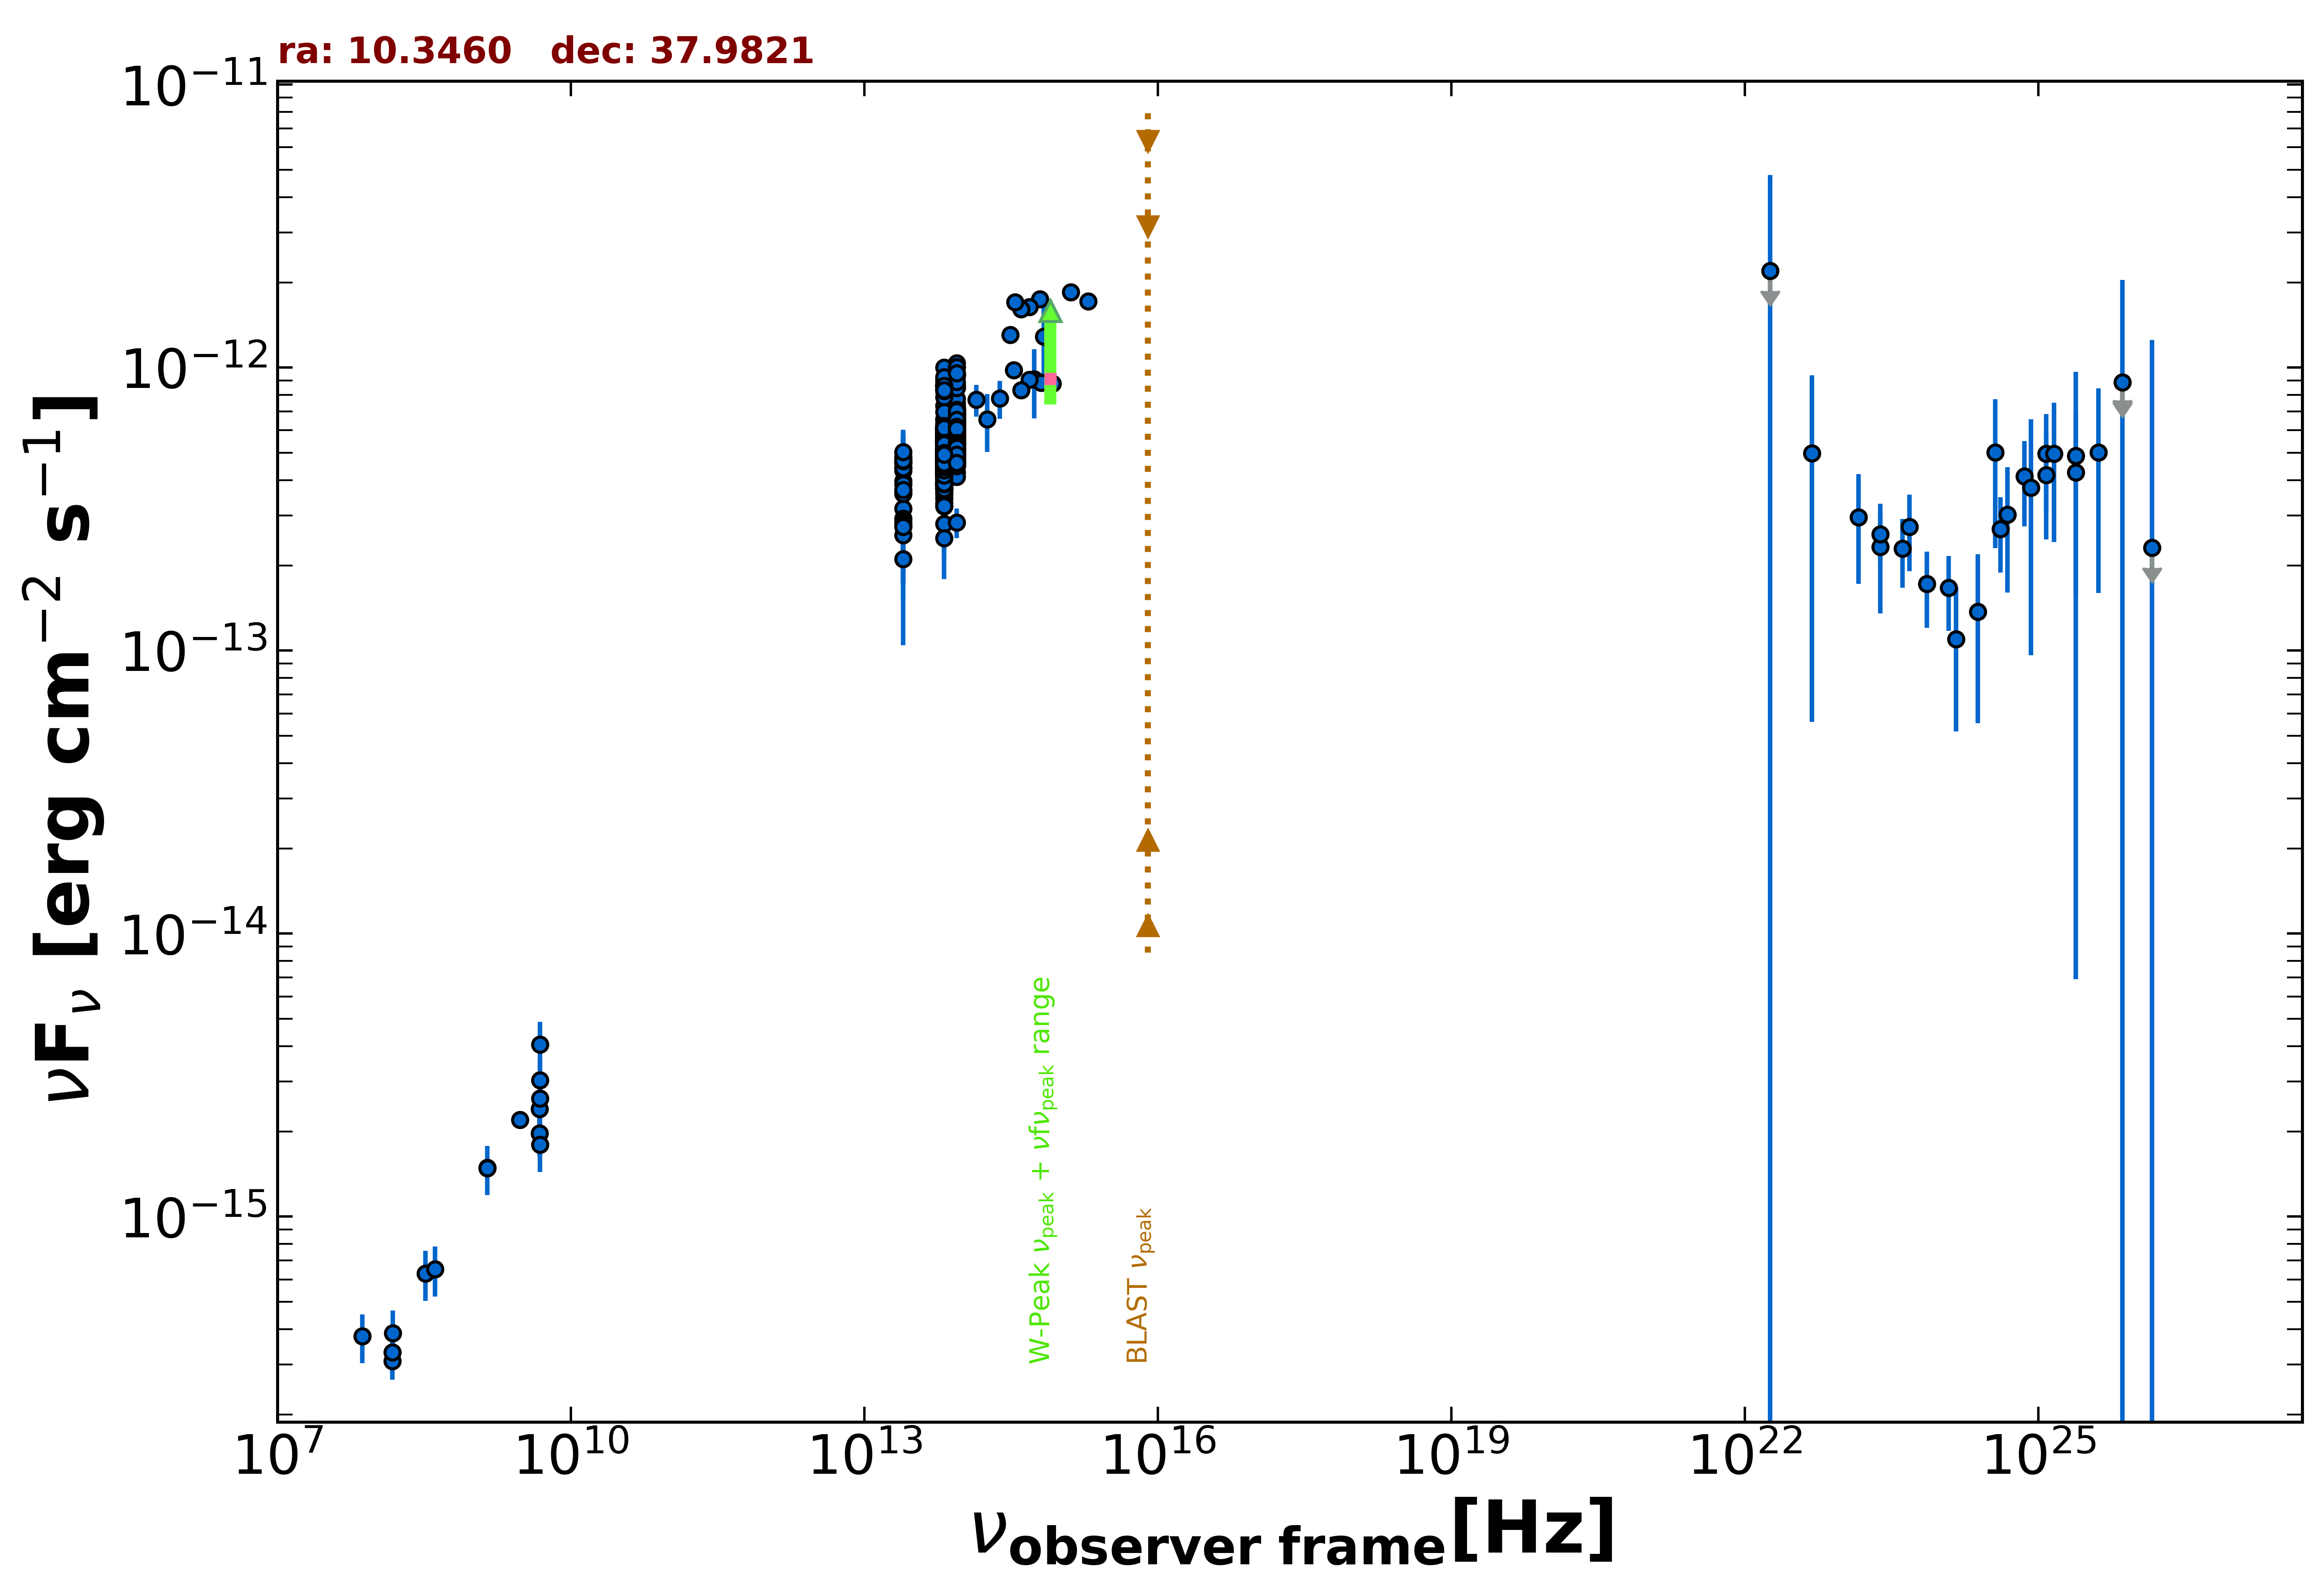 ra: 10.3460   dec: 37.9821
10⁻¹¹
10⁻¹²
10⁻¹³
10⁻¹⁴
10⁻¹⁵
νFν [erg cm⁻² s⁻¹]
W-Peak νpeak + νfνpeak range
BLAST νpeak
10⁷ 10¹⁰ 10¹³ 10¹⁶ 10¹⁹ 10²² 10²⁵
νobserver frame[Hz]